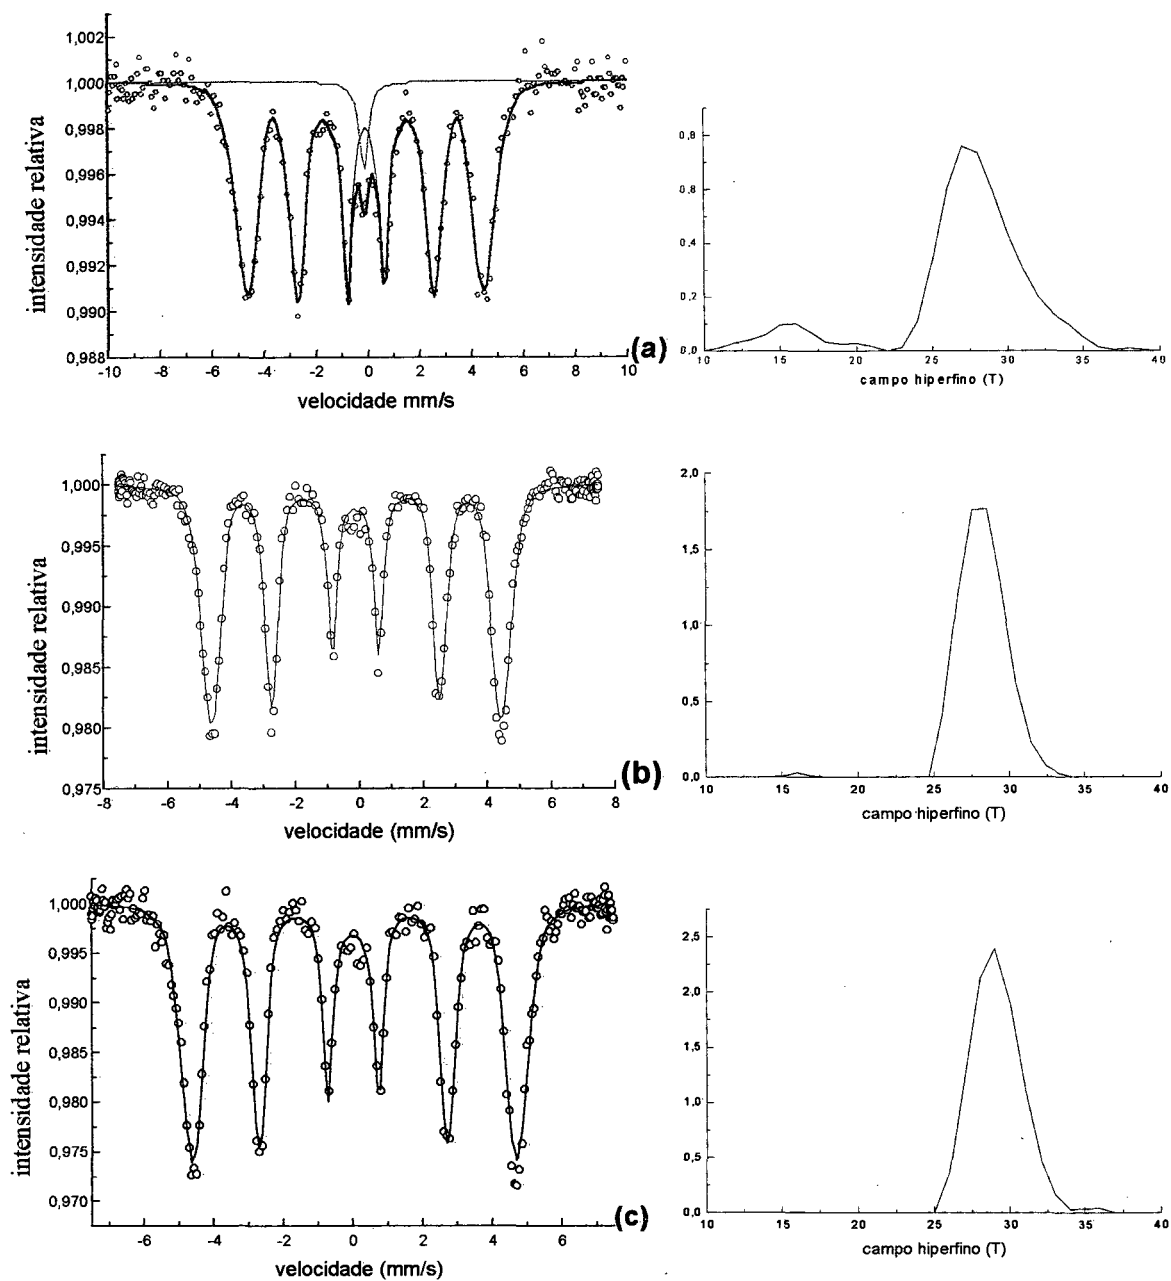 1,002
1,000
0,998
0,996
0,994
0,992
0,990
0,988
intensidade relativa
-10 -8 -6 -4 -2 0 2 4 6 8 10
velocidade mm/s
(a)
0,8
0,8
0,4
0,2
0,0
10 15 20 25 30 35 40
campo hiperfino (T)
1,000
0,995
0,990
0,985
0,980
0,975
intensidade relativa
-8 -6 -4 -2 0 2 4 6 8
velocidade (mm/s)
(b)
2,0
1,5
1,0
0,5
0,0
10 15 20 25 30 35 40
campo hiperfino (T)
1,000
0,995
0,990
0,985
0,980
0,975
0,970
intensidade relativa
-6 -4 -2 0 2 4 6
velocidade (mm/s)
(c)
2,5
2,0
1,5
1,0
0,5
0,0
10 15 20 25 30 35 40
campo hiperfino (T)